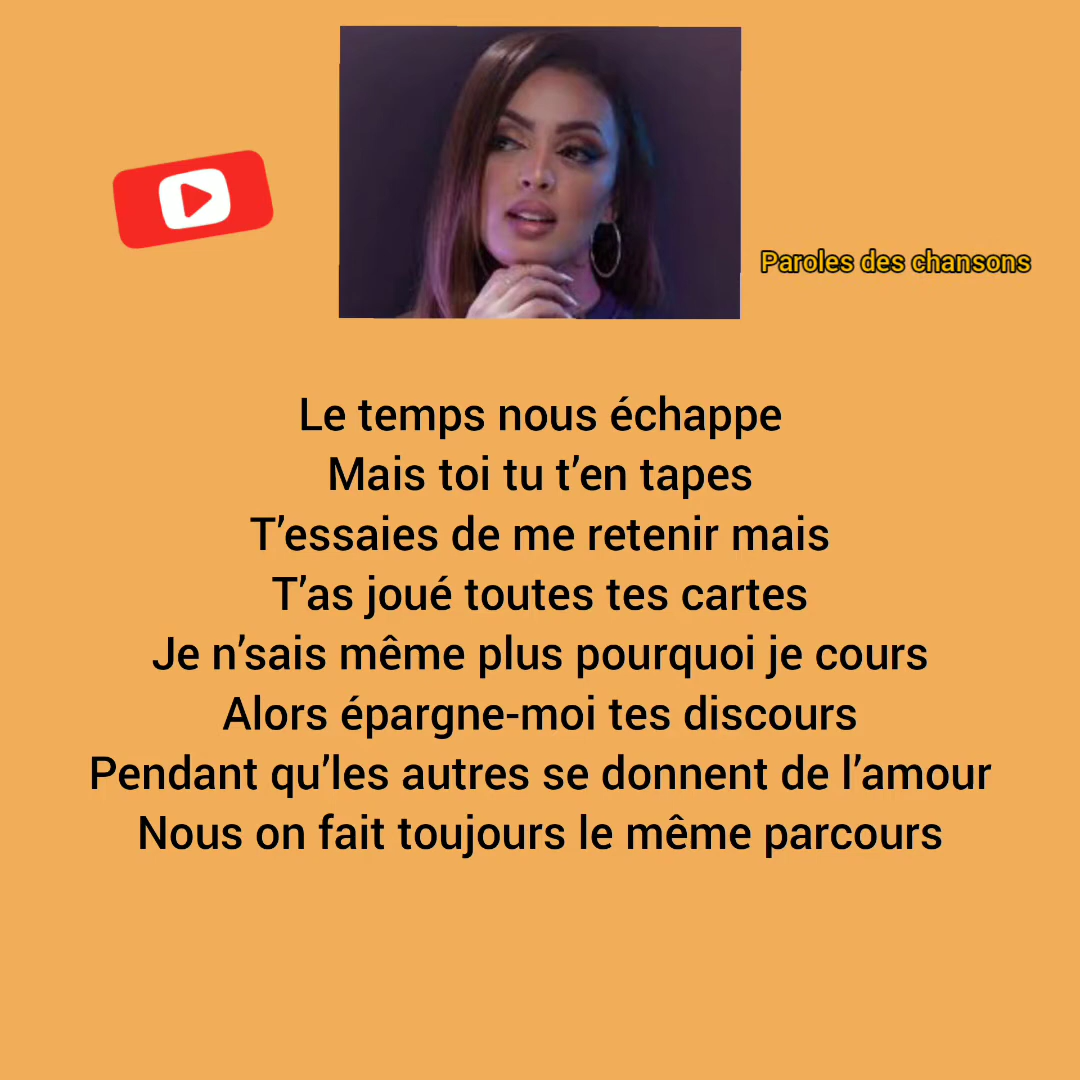 Paroles des chansons
Le temps nous échappe
Mais toi tu t’en tapes
T’essaies de me retenir mais
T’as joué toutes tes cartes
Je n’sais même plus pourquoi je cours
Alors épargne-moi tes discours
Pendant qu’les autres se donnent de l’amour
Nous on fait toujours le même parcours